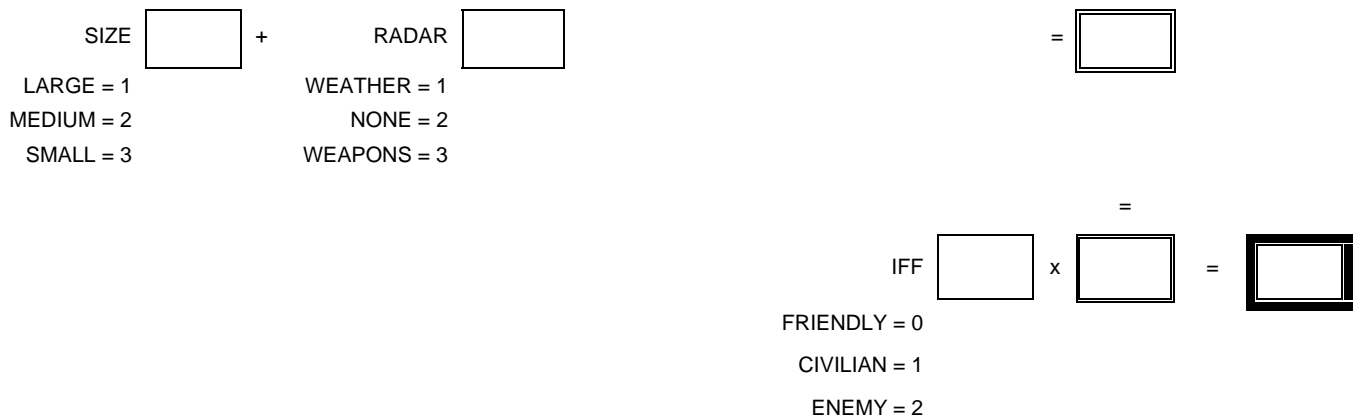 SIZE + RADAR =
LARGE = 1 WEATHER = 1
MEDIUM = 2 NONE = 2
SMALL = 3 WEAPONS = 3
=
IFF x =
FRIENDLY = 0
CIVILIAN = 1
ENEMY = 2